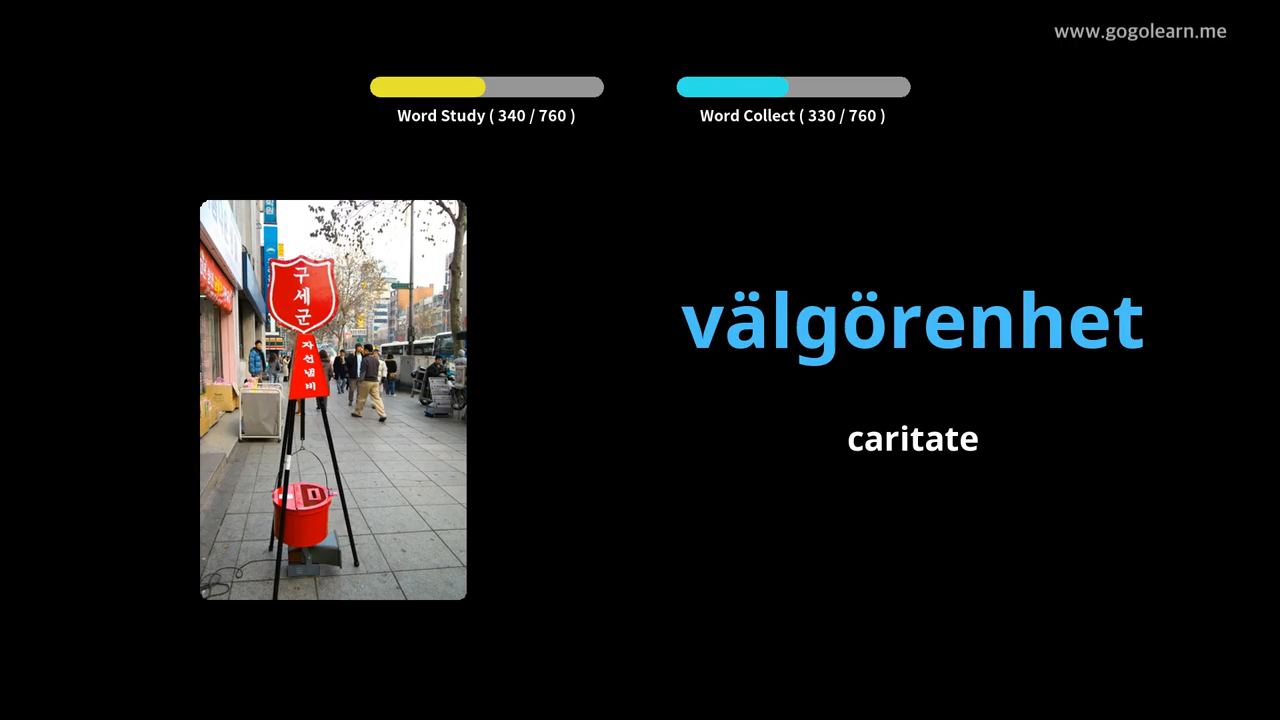 www.gogolearn.me
Word Study ( 340 / 760 )
Word Collect ( 330 / 760 )
구세군
자선냄비
välgörenhet
caritate